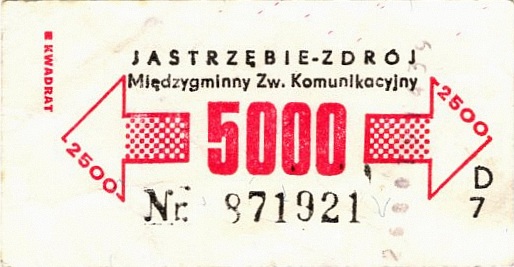 KWADRAT
JASTRZĘBIE-ZDRÓJ
Międzygminny Zw. Komunikacyjny
2500
5000
2500
Nr 871921
D
7